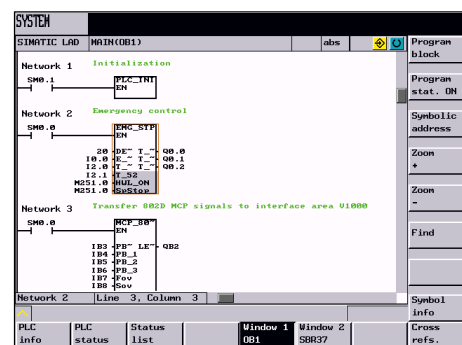 SYSTEM
SIMATIC LAD MAIN(OB1) abs
Program block
Network 1 Initialization
SM0.1 PLC_INI
EN
Program stat. ON
Network 2 Emergency control
SM0.0 EMG_STP
EN
Symbolic address
20 DE~ T_~ Q0.0
I0.0 E_~ T_~ Q0.1
I2.0 T_~ T_~ Q0.2
I2.1 T_52
M251.0 HWL_ON
M251.0 SpStop
Zoom +
Zoom -
Network 3 Transfer 802D MCP signals to interface area V1000
SM0.0 MCP_80~
EN
Find
IB3 PB~ LE~ QB2
IB4 PB_1
IB5 PB_2
IB6 PB_3
IB7 Fov
IB8 Sov
Network 2 Line 3, Column 3
Symbol info
PLC info
PLC status
Status list
Window 1 OB1
Window 2 SBR37
Cross refs.